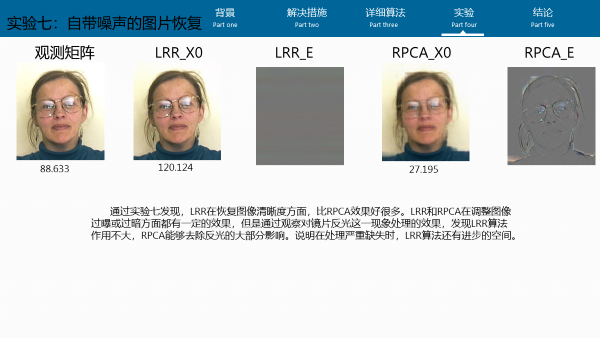 实验七：自带噪声的图片恢复
背景
Part one
解决措施
Part two
详细算法
Part three
实验
Part four
结论
Part five
观测矩阵
LRR_X0
LRR_E
RPCA_X0
RPCA_E
88.633
120.124
27.195
通过实验七发现，LRR在恢复图像清晰度方面，比RPCA效果好很多。LRR和RPCA在调整图像
过曝或过暗方面都有一定的效果，但是通过观察对镜片反光这一现象处理的效果，发现LRR算法
作用不大，RPCA能够去除反光的大部分影响。说明在处理严重缺失时，LRR算法还有进步的空间。